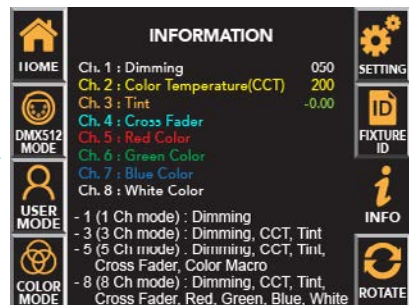 INFORMATION
HOME
DMX512
MODE
USER
MODE
COLOR
MODE
Ch. 1 : Dimming 050
Ch. 2 : Color Temperature(CCT) 200
Ch. 3 : Tint -0.00
Ch. 4 : Cross Fader
Ch. 5 : Red Color
Ch. 6 : Green Color
Ch. 7 : Blue Color
Ch. 8 : White Color
- 1 (1 Ch mode) : Dimming
- 3 (3 Ch mode) : Dimming, CCT, Tint
- 5 (5 Ch mode) : Dimming, CCT, Tint,
Cross Fader, Color Macro
- 8 (8 Ch mode) : Dimming, CCT, Tint,
Cross Fader, Red, Green, Blue, White
SETTING
ID
FIXTURE
ID
i
INFO
ROTATE